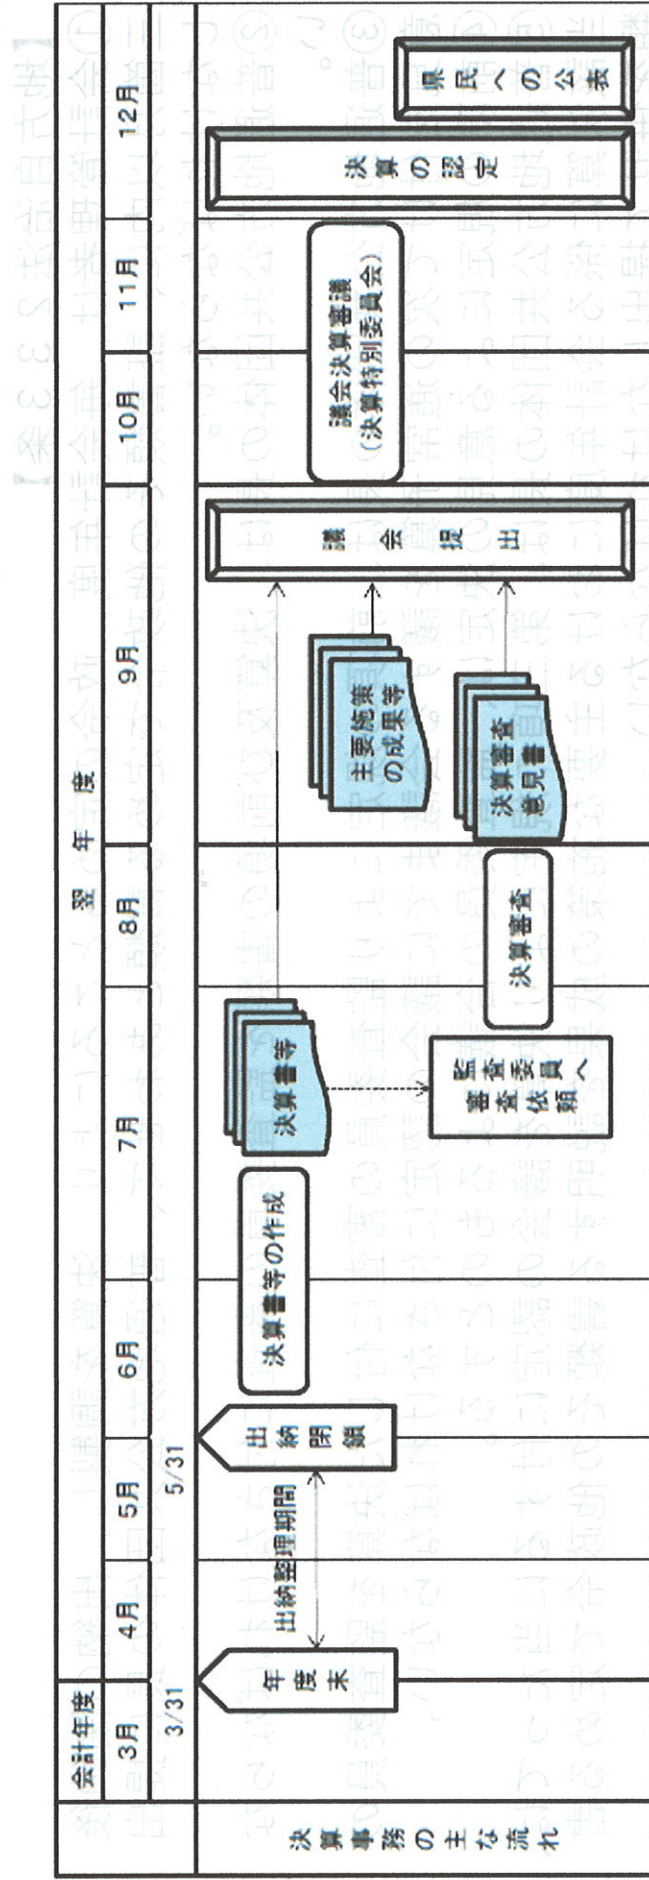 会計年度
翌年度
3月
4月
5月
6月
7月
8月
9月
10月
11月
12月
3/31
5/31
決算事務の主な流れ
年度末
出納整理期間
出納閉鎖
決算書等の作成
決算書等
監査委員
審査依頼へ
決算審査
決算審査
意見書
主要施策
の成果等
議会提出
議会決算審議
（決算特別委員会）
決算の認定
県民への公表